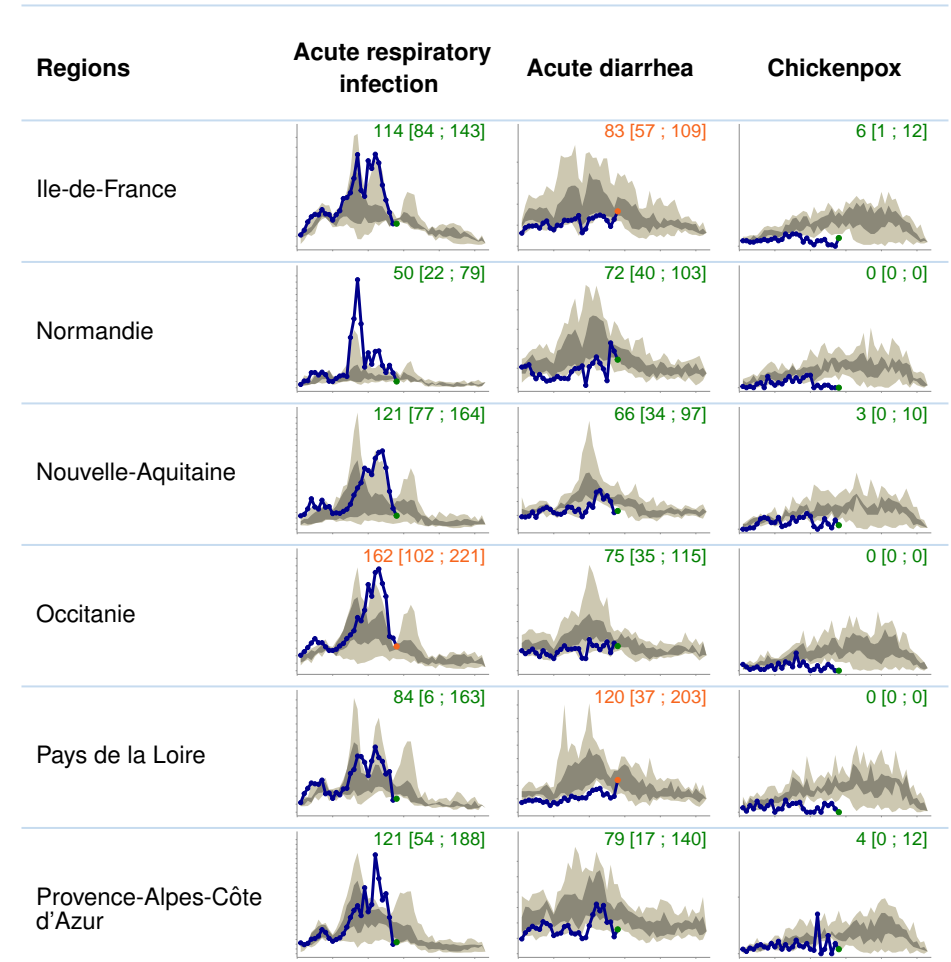 Regions
Acute respiratory
infection
Acute diarrhea
Chickenpox
Ile-de-France
114 [84 ; 143]
83 [57 ; 109]
6 [1 ; 12]
Normandie
50 [22 ; 79]
72 [40 ; 103]
0 [0 ; 0]
Nouvelle-Aquitaine
121 [77 ; 164]
66 [34 ; 97]
3 [0 ; 10]
Occitanie
162 [102 ; 221]
75 [35 ; 115]
0 [0 ; 0]
Pays de la Loire
84 [6 ; 163]
120 [37 ; 203]
0 [0 ; 0]
Provence-Alpes-Côte
d'Azur
121 [54 ; 188]
79 [17 ; 140]
4 [0 ; 12]